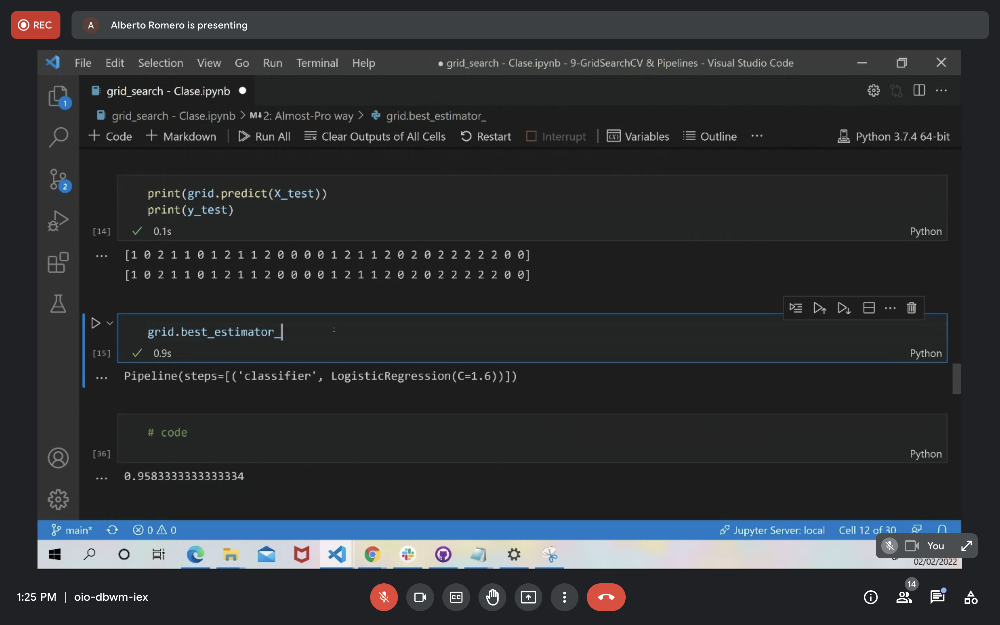 REC
A
Alberto Romero is presenting
File Edit Selection View Go Run Terminal Help
● grid_search - Clase.ipynb - 9-GridSearchCV & Pipelines - Visual Studio Code
1
grid_search - Clase.ipynb ●
grid_search - Clase.ipynb > M↓2: Almost-Pro way > grid.best_estimator_
+ Code + Markdown | Run All Clear Outputs of All Cells Restart Interrupt | Variables Outline ··· Python 3.7.4 64-bit
2
print(grid.predict(X_test))
print(y_test)
[14] ✓ 0.1s Python
··· [1 0 2 1 1 0 1 2 1 1 2 0 0 0 0 1 2 1 1 2 0 2 0 2 2 2 2 2 0 0]
[1 0 2 1 1 0 1 2 1 1 2 0 0 0 0 1 2 1 1 2 0 2 0 2 2 2 2 2 0 0]
grid.best_estimator_
[15] ✓ 0.9s Python
··· Pipeline(steps=[('classifier', LogisticRegression(C=1.6))])
# code
[36] Python
··· 0.9583333333333334
main* 0 0 Jupyter Server: local Cell 12 of 30
You
02/02/2022
14
1:25 PM | oio-dbwm-iex
CC